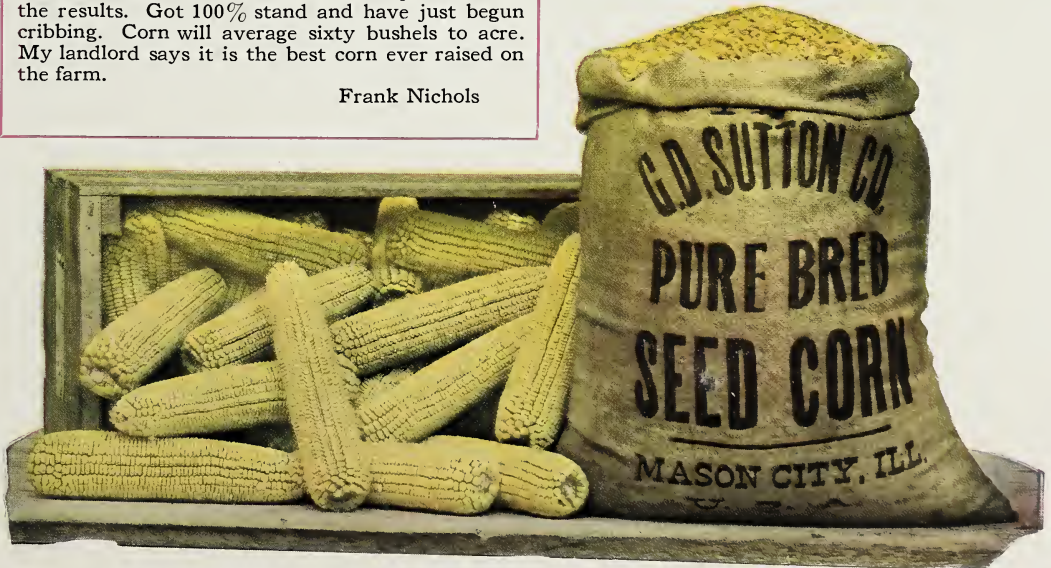 the results. Got 100% stand and have just begun
cribbing. Corn will average sixty bushels to acre.
My landlord says it is the best corn ever raised on
the farm.
Frank Nichols
C.D. SUTTON CO.
PURE BRED
SEED CORN
MASON CITY, ILL.
U. S. A.